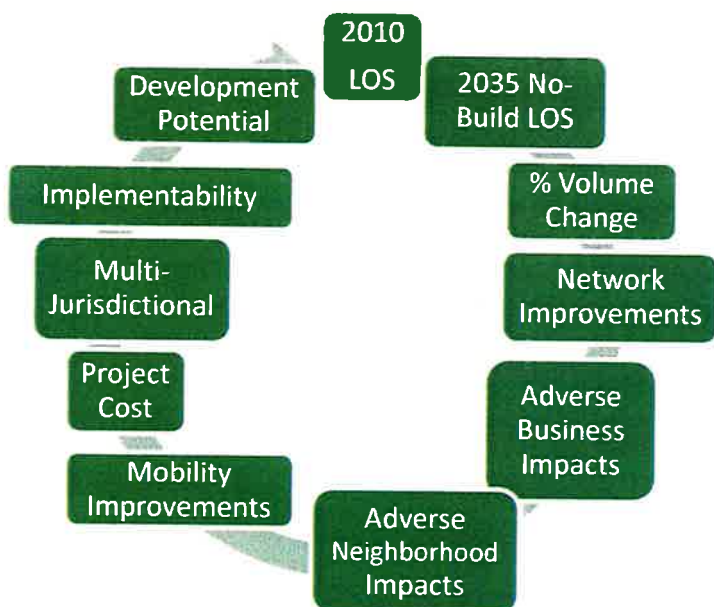 2010
LOS
2035 No-
Build LOS
% Volume
Change
Network
Improvements
Adverse
Business
Impacts
Adverse
Neighborhood
Impacts
Mobility
Improvements
Project
Cost
Multi-
Jurisdictional
Implementability
Development
Potential